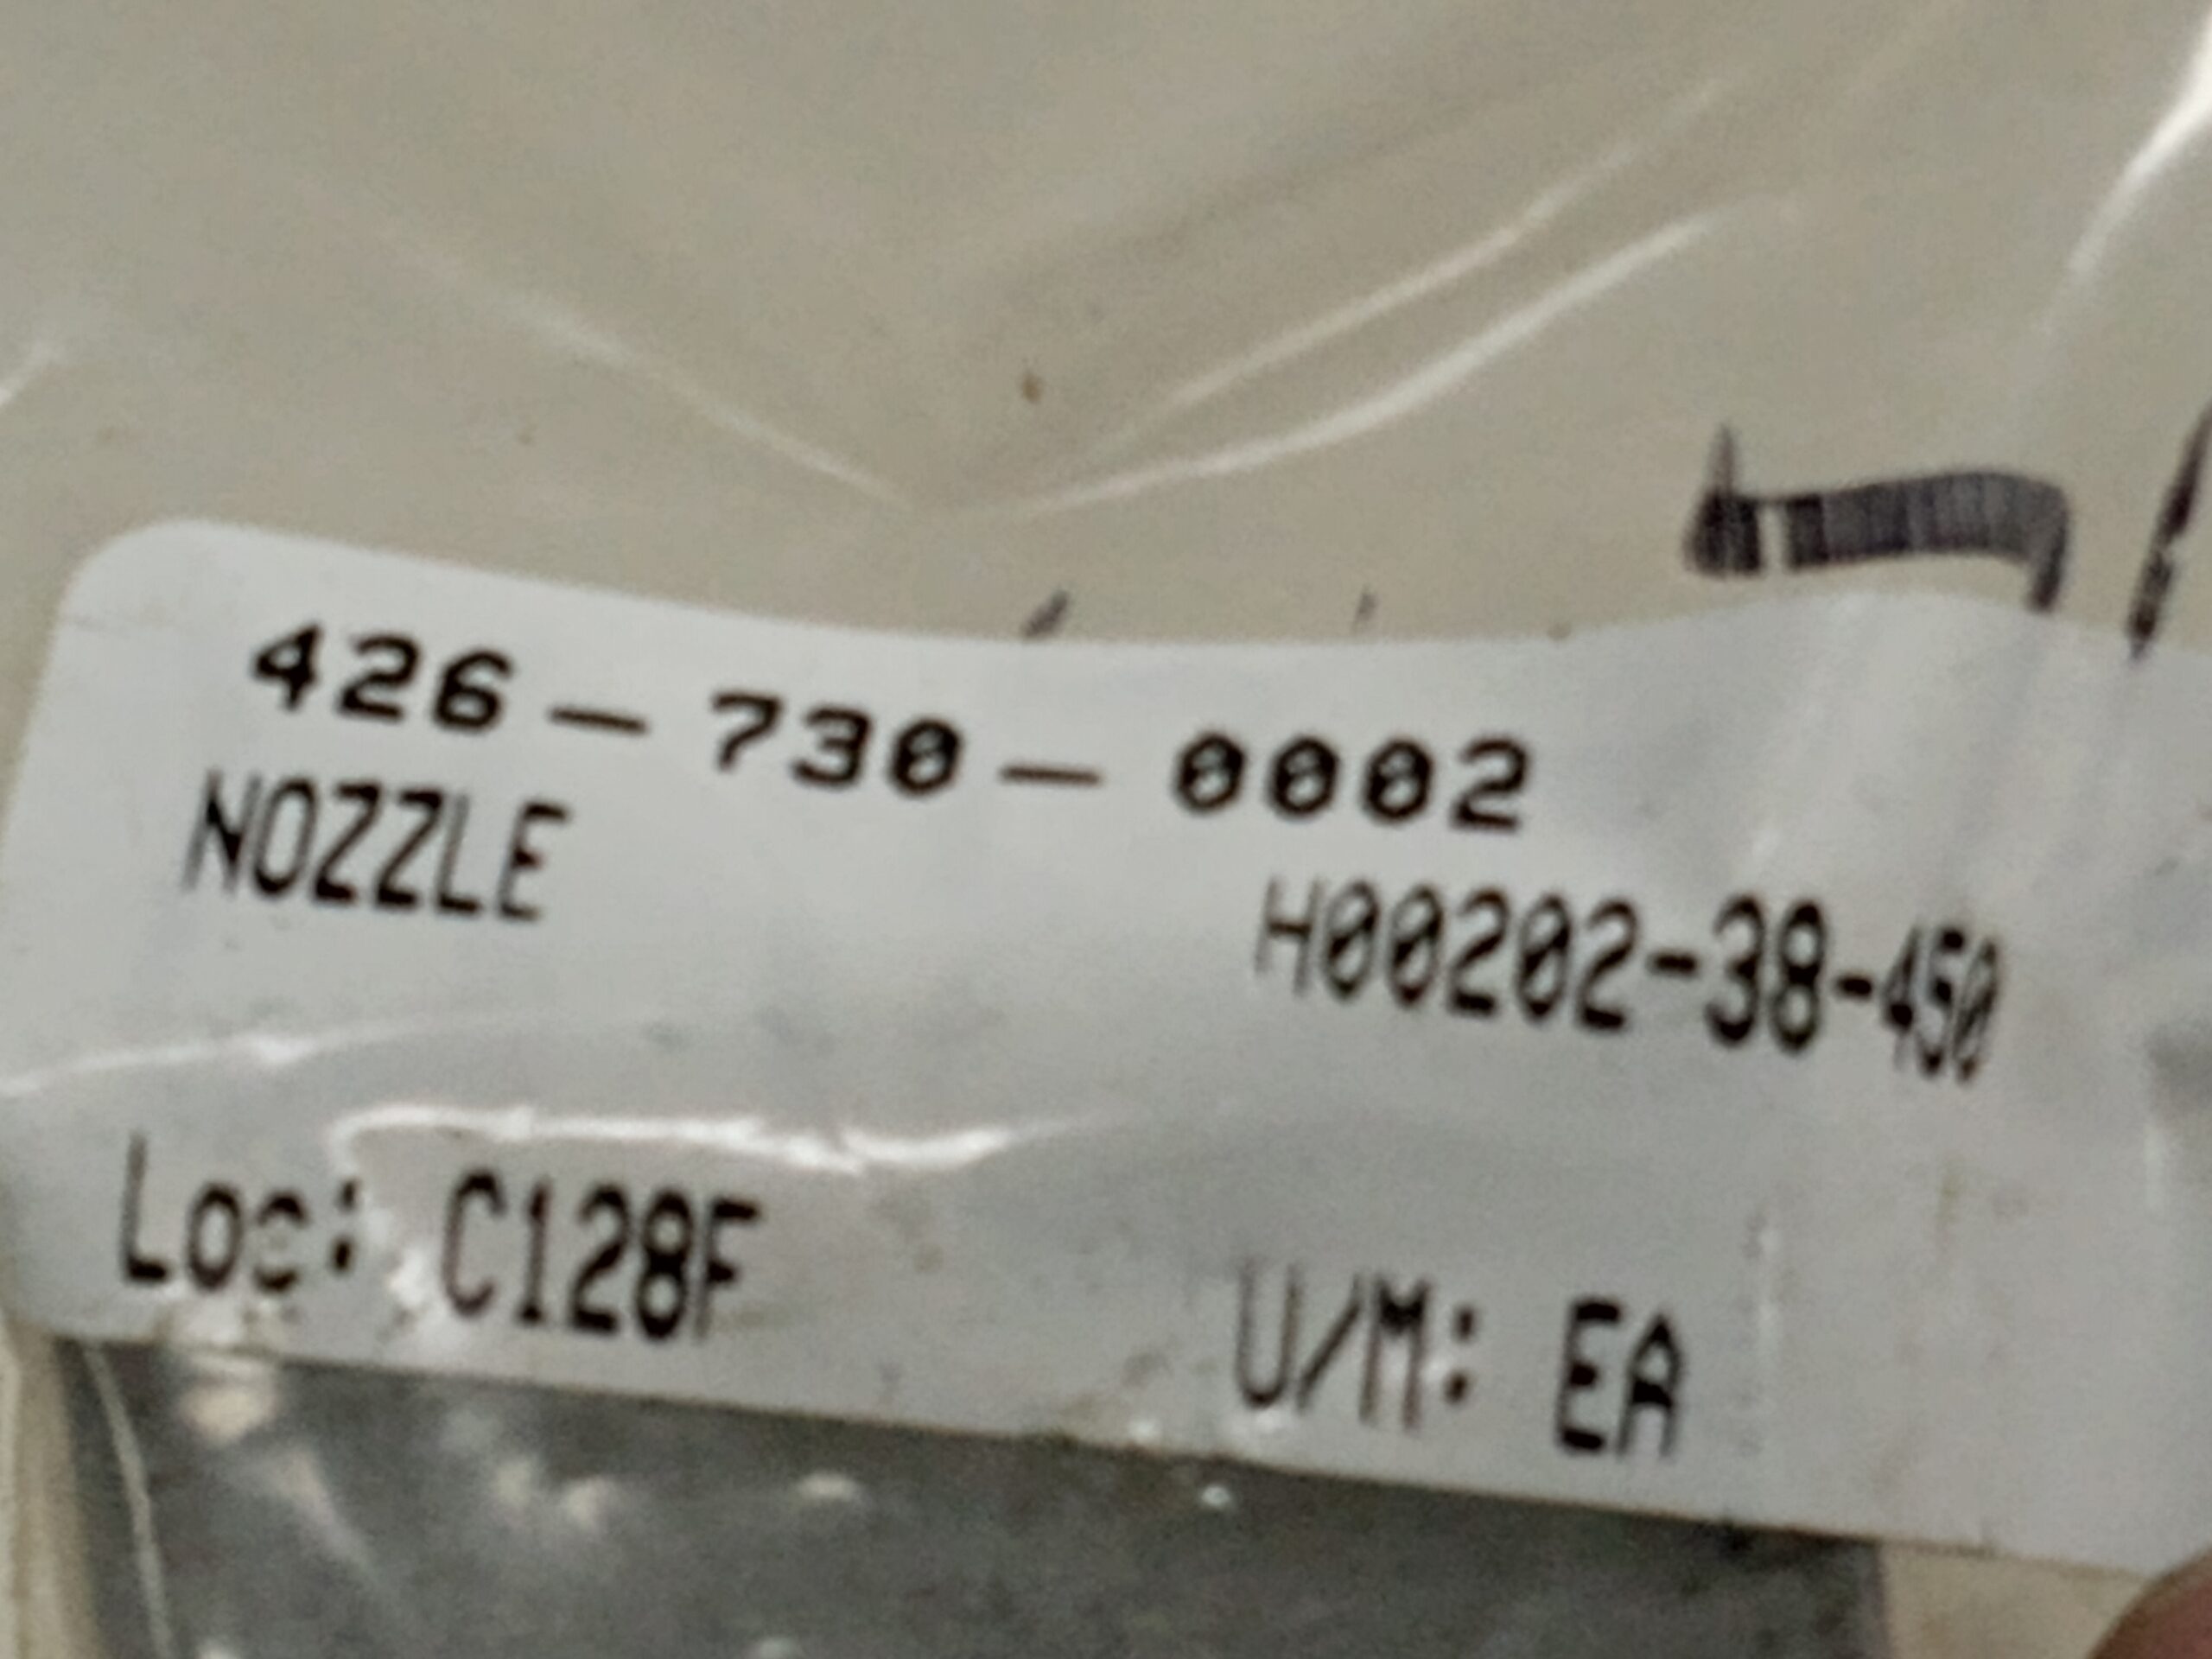 426-730-0002
NOZZLE
H00202-38-450
Loc: C128F
U/M: EA